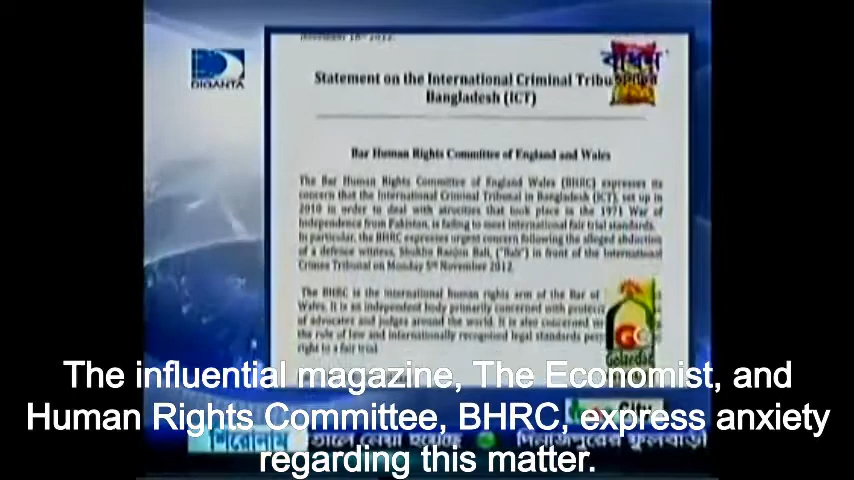 DIGANTA
Statement on the International Criminal
Bangladesh (ICT)
Bar Human Rights Committee of England and Wales
The Bar Human Rights Committee of England Wales (BHRC) expresses its
concern that the International Criminal Tribunal in Bangladesh (ICT), set up in
2010 in order to deal with atrocities that took place in the 1971 War of
Independence from Pakistan, is failing to meet international fair trial standards.
In particular, the BHRC expresses urgent concern following the alleged abduction
of a defence witness, Shukho Ranjon Bali, ("Bali") in front of the International
Crimes Tribunal on Monday 5th November 2012.
The BHRC is the international human rights arm of the Bar of
Wales. It is an independent body primarily concerned with
of advocates and judges around the world. It is also concerned
the rule of law and internationally recognised legal standards
right to a fair trial.
The influential magazine, The Economist, and
Human Rights Committee, BHRC, express anxiety
regarding this matter.
শিরোনাম
দিনাজপুরের ফুলবাড়ী